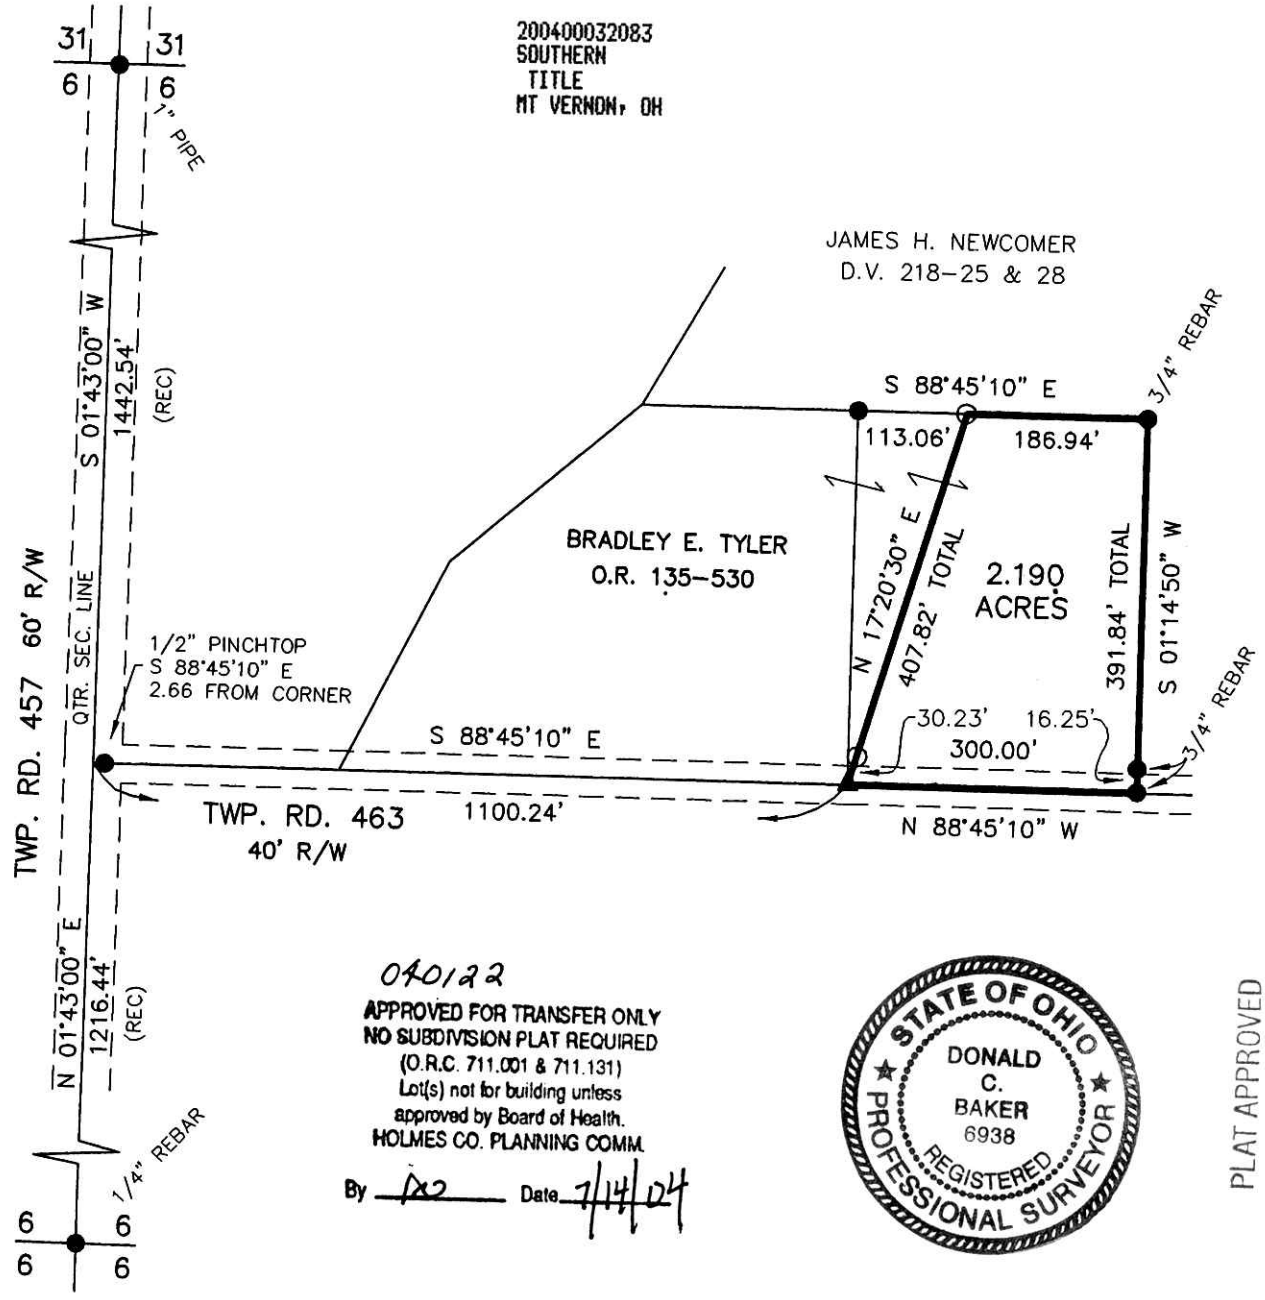 200400032083
SOUTHERN
TITLE
MT VERNON, OH
31 31
6 6
1" PIPE
JAMES H. NEWCOMER
D.V. 218-25 & 28
3/4" REBAR
S 01°43'00" W
1442.54'
(REC)
S 88°45'10" E
113.06'
186.94'
BRADLEY E. TYLER
O.R. 135-530
N 17°20'30" E
407.82' TOTAL
2.190
ACRES
391.84' TOTAL
S 01°14'50" W
TWP. RD. 457 60' R/W
QTR. SEC. LINE
1/2" PINCHTOP
S 88°45'10" E
2.66 FROM CORNER
S 88°45'10" E
30.23'
16.25'
300.00'
3/4" REBAR
TWP. RD. 463
40' R/W
1100.24'
N 88°45'10" W
N 01°43'00" E
1216.44'
(REC)
040122
APPROVED FOR TRANSFER ONLY
NO SUBDIVISION PLAT REQUIRED
(O.R.C. 711.001 & 711.131)
Lot(s) not for building unless
approved by Board of Health.
HOLMES CO. PLANNING COMM.
By Date 7/14/04
STATE OF OHIO
DONALD
C.
BAKER
6938
REGISTERED
PROFESSIONAL SURVEYOR
PLAT APPROVED
1/4" REBAR
6 6
6 6